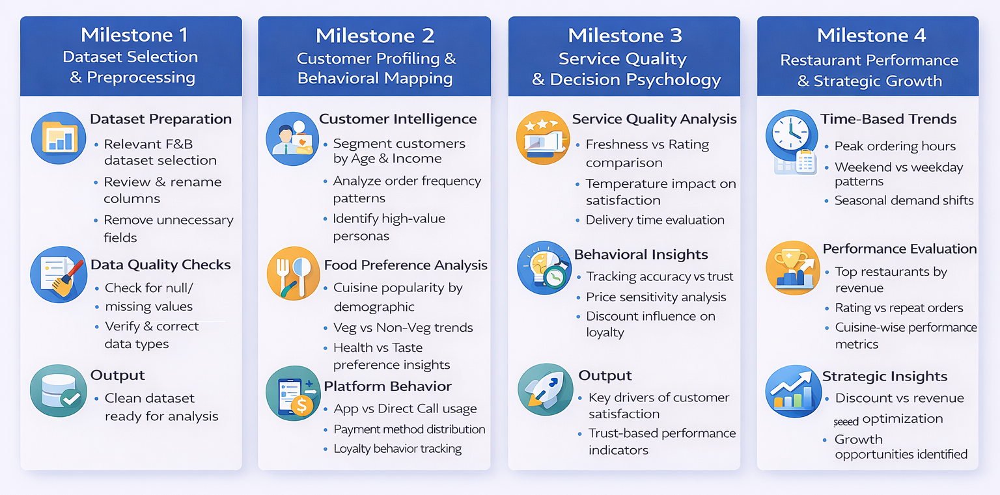 Milestone 1
Dataset Selection
& Preprocessing
Dataset Preparation
• Relevant F&B
dataset selection
• Review & rename
columns
• Remove unnecessary
fields
Data Quality Checks
• Check for null/
• missing values
• Verify & correct
data types
Output
• Clean dataset
ready for analysis
Milestone 2
Customer Profiling &
Behavioral Mapping
Customer Intelligence
• Segment customers
by Age & Income
• Analyze order frequency
patterns
• Identify high-value
personas
Food Preference Analysis
• Cuisine popularity by
demographic
• Veg vs Non-Veg trends
• Health vs Taste
preference insights
Platform Behavior
• App vs Direct Call usage
• Payment method distribution
• Loyalty behavior tracking
Milestone 3
Service Quality
& Decision Psychology
Service Quality Analysis
• Freshness vs Rating
comparison
• Temperature impact on
satisfaction
• Delivery time evaluation
Behavioral Insights
• Tracking accuracy vs trust
• Price sensitivity analysis
• Discount influence on
loyalty
Output
• Key drivers of customer
satisfaction
• Trust-based performance
indicators
Milestone 4
Restaurant Performance
& Strategic Growth
Time-Based Trends
• Peak ordering hours
• Weekend vs weekday
patterns
• Seasonal demand shifts
Performance Evaluation
• Top restaurants by
revenue
• Rating vs repeat orders
• Cuisine-wise performance
metrics
Strategic Insights
• Discount vs revenue
optimization
• Growth
opportunities identified